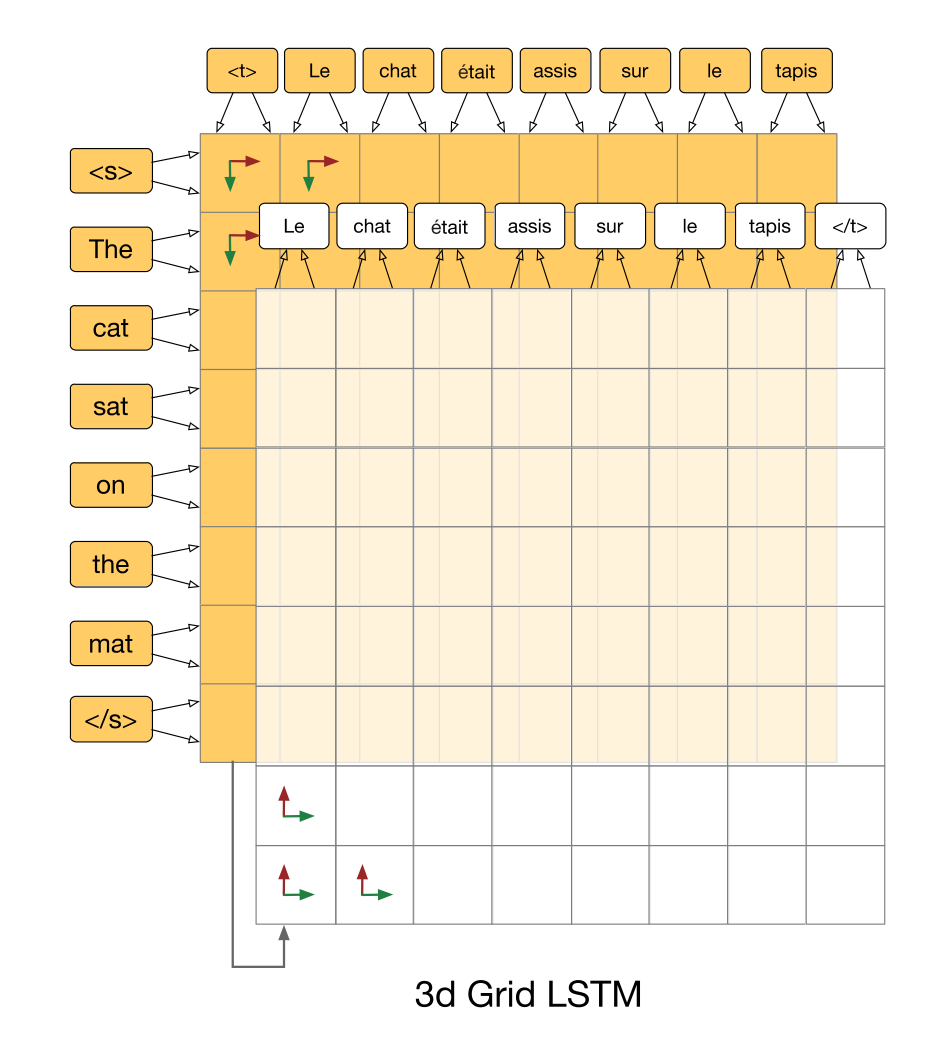 <t> Le chat était assis sur le tapis
<s>
The
Le chat était assis sur le tapis </t>
cat
sat
on
the
mat
</s>
3d Grid LSTM